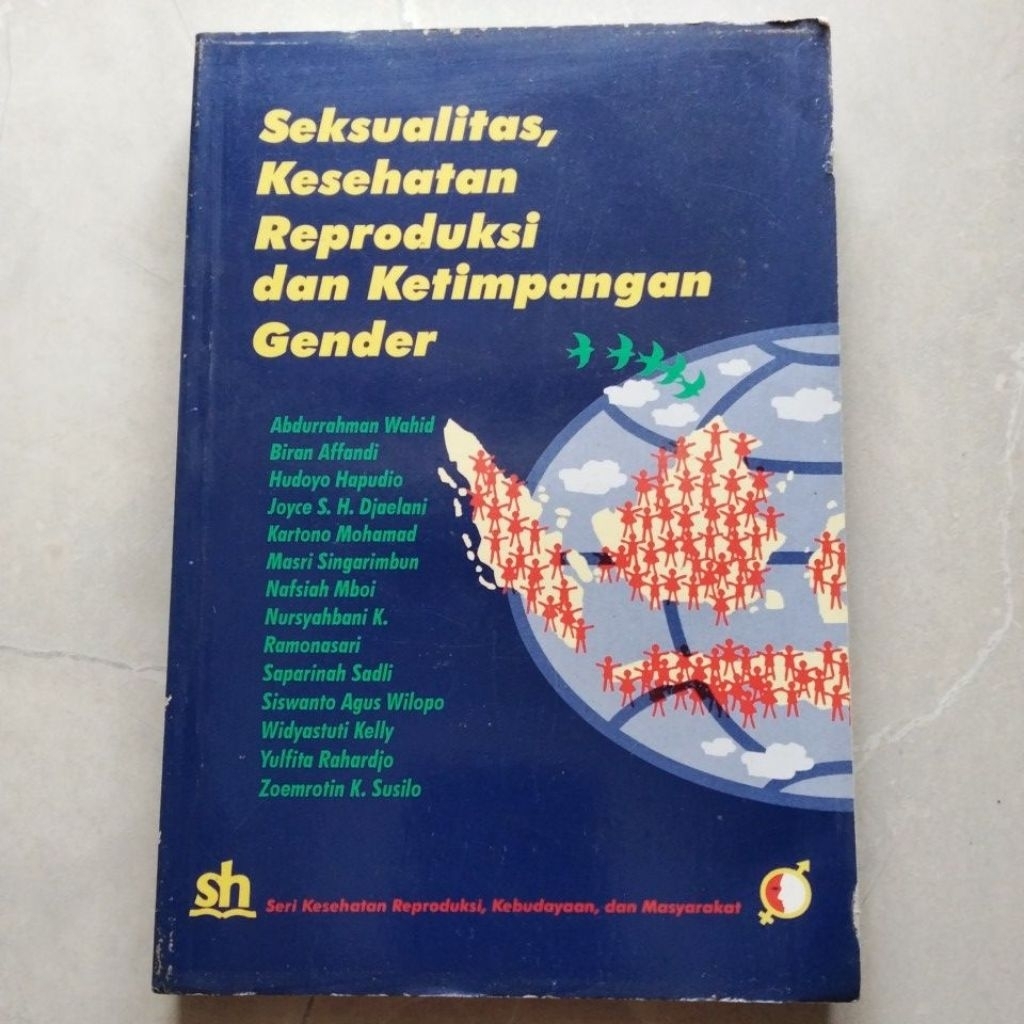 Seksualitas,
Kesehatan
Reproduksi
dan Ketimpangan
Gender
Abdurrahman Wahid
Biran Affandi
Hudoyo Hapudio
Joyce S. H. Djaelani
Kartono Mohamad
Masri Singarimbun
Nafsiah Mboi
Nursyahbani K.
Ramonasari
Saparinah Sadli
Siswanto Agus Wilopo
Widyastuti Kelly
Yulfita Rahardjo
Zoemrotin K. Susilo
sh
Seri Kesehatan Reproduksi, Kebudayaan, dan Masyarakat